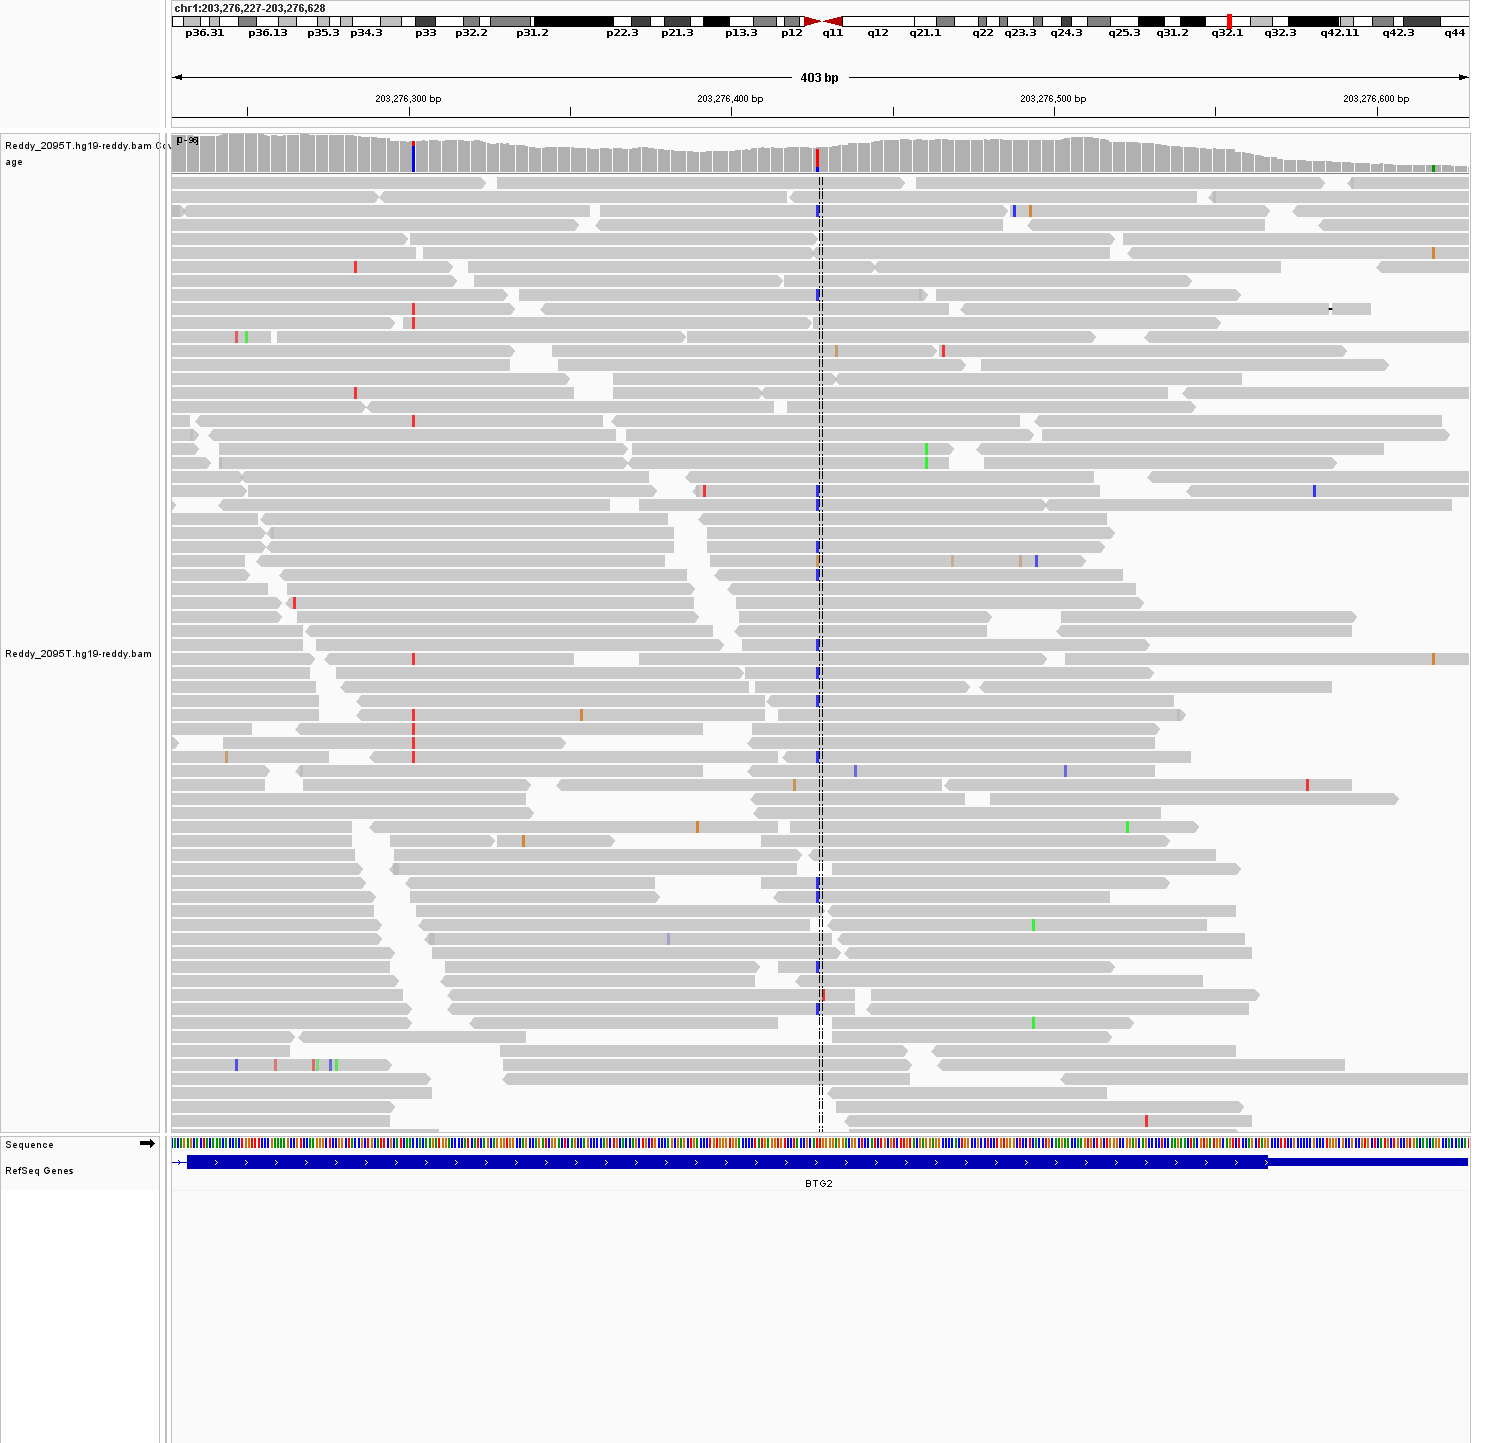 chr1:203,276,227-203,276,628
p36.31 p36.13 p35.3 p34.3 p33 p32.2 p31.2 p22.3 p21.3 p13.3 p12 q11 q12 q21.1 q22 q23.3 q24.3 q25.3 q31.2 q32.1 q32.3 q42.11 q42.3 q44
403 bp
203,276,300 bp 203,276,400 bp 203,276,500 bp 203,276,600 bp
[0-96]
Reddy_2095T.hg19-reddy.bam Cov
age
Reddy_2095T.hg19-reddy.bam
Sequence
RefSeq Genes
BTG2